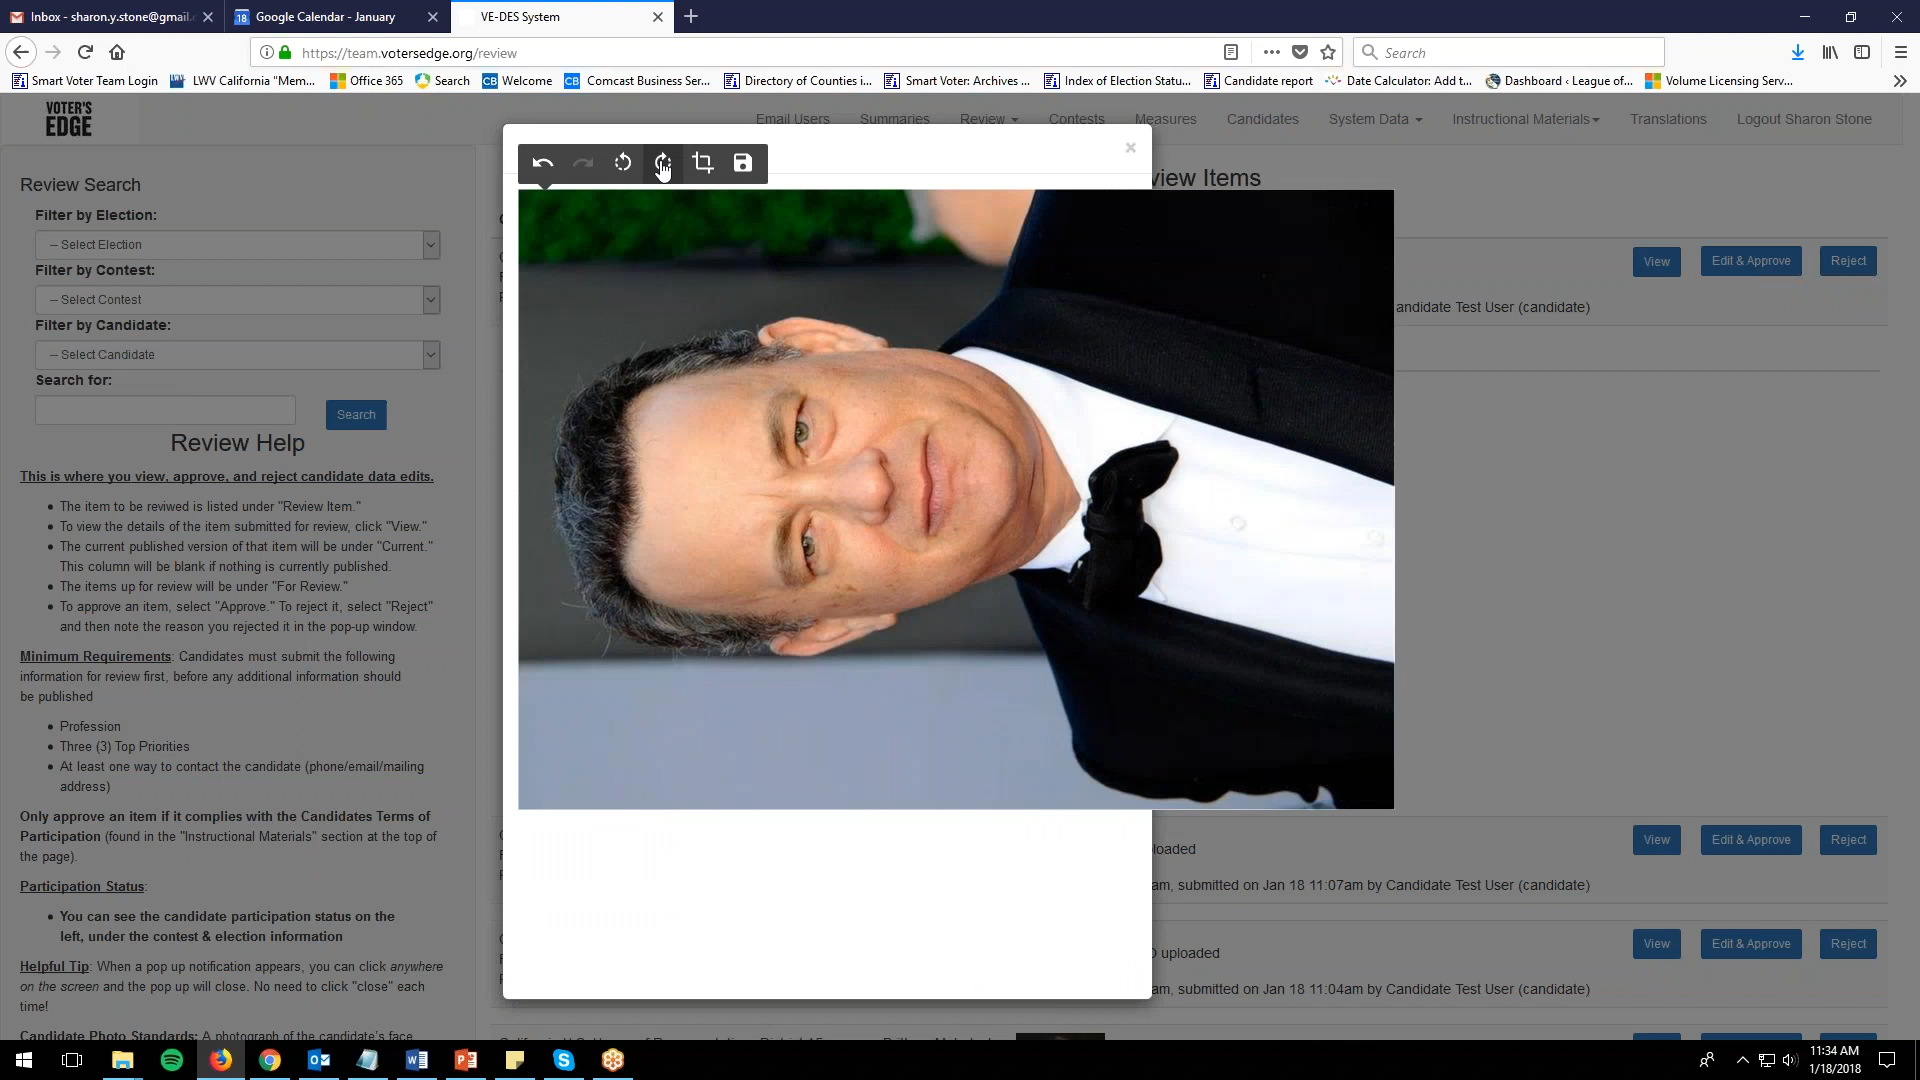 Inbox - sharon.y.stone@gmail.
Google Calendar - January
VE-DES System
https://team.votersedge.org/review
Search
Smart Voter Team Login
LWV California "Mem...
Office 365
Search
Welcome
Comcast Business Ser...
Directory of Counties i...
Smart Voter: Archives ...
Index of Election Statu...
Candidate report
Date Calculator: Add t...
Dashboard ‹ League of...
Volume Licensing Serv...
VOTER'S
EDGE
Email Users
Summaries
Review
Contests
Measures
Candidates
System Data
Instructional Materials
Translations
Logout Sharon Stone
Review Search
Filter by Election:
-- Select Election
Filter by Contest:
-- Select Contest
Filter by Candidate:
-- Select Candidate
Search for:
Search
Review Help
This is where you view, approve, and reject candidate data edits.
• The item to be reviwed is listed under "Review Item."
• To view the details of the item submitted for review, click "View."
• The current published version of that item will be under "Current."
This column will be blank if nothing is currently published.
• The items up for review will be under "For Review."
• To approve an item, select "Approve." To reject it, select "Reject"
and then note the reason you rejected it in the pop-up window.
Minimum Requirements: Candidates must submit the following
information for review first, before any additional information should
be published
• Profession
• Three (3) Top Priorities
• At least one way to contact the candidate (phone/email/mailing
address)
Only approve an item if it complies with the Candidates Terms of
Participation (found in the "Instructional Materials" section at the top of
the page).
Participation Status:
• You can see the candidate participation status on the
left, under the contest & election information
Helpful Tip: When a pop up notification appears, you can click anywhere
on the screen and the pop up will close. No need to click "close" each
time!
Candidate Photo Standards: A photograph of the candidate's face
×
view Items
View
Edit & Approve
Reject
andidate Test User (candidate)
loaded
View
Edit & Approve
Reject
am, submitted on Jan 18 11:07am by Candidate Test User (candidate)
uploaded
View
Edit & Approve
Reject
am, submitted on Jan 18 11:04am by Candidate Test User (candidate)
11:34 AM
1/18/2018